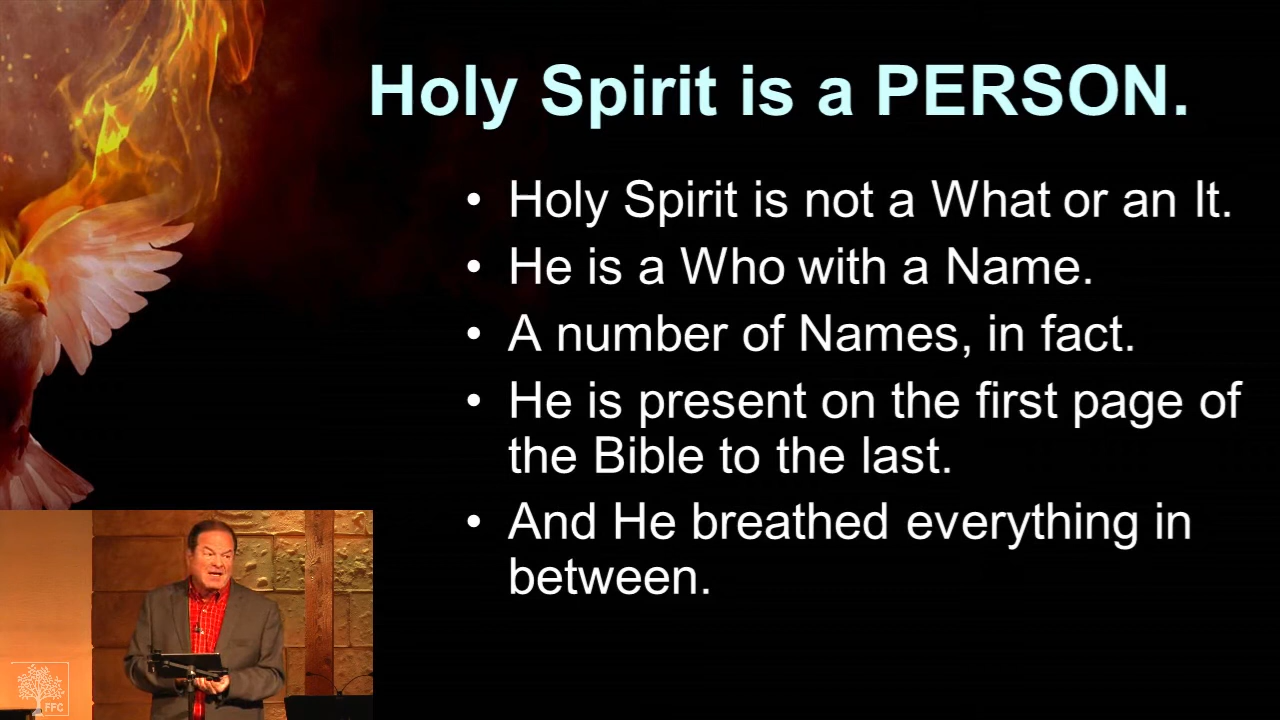 Holy Spirit is a PERSON.
• Holy Spirit is not a What or an It.
• He is a Who with a Name.
• A number of Names, in fact.
• He is present on the first page of
the Bible to the last.
• And He breathed everything in
between.
FFC